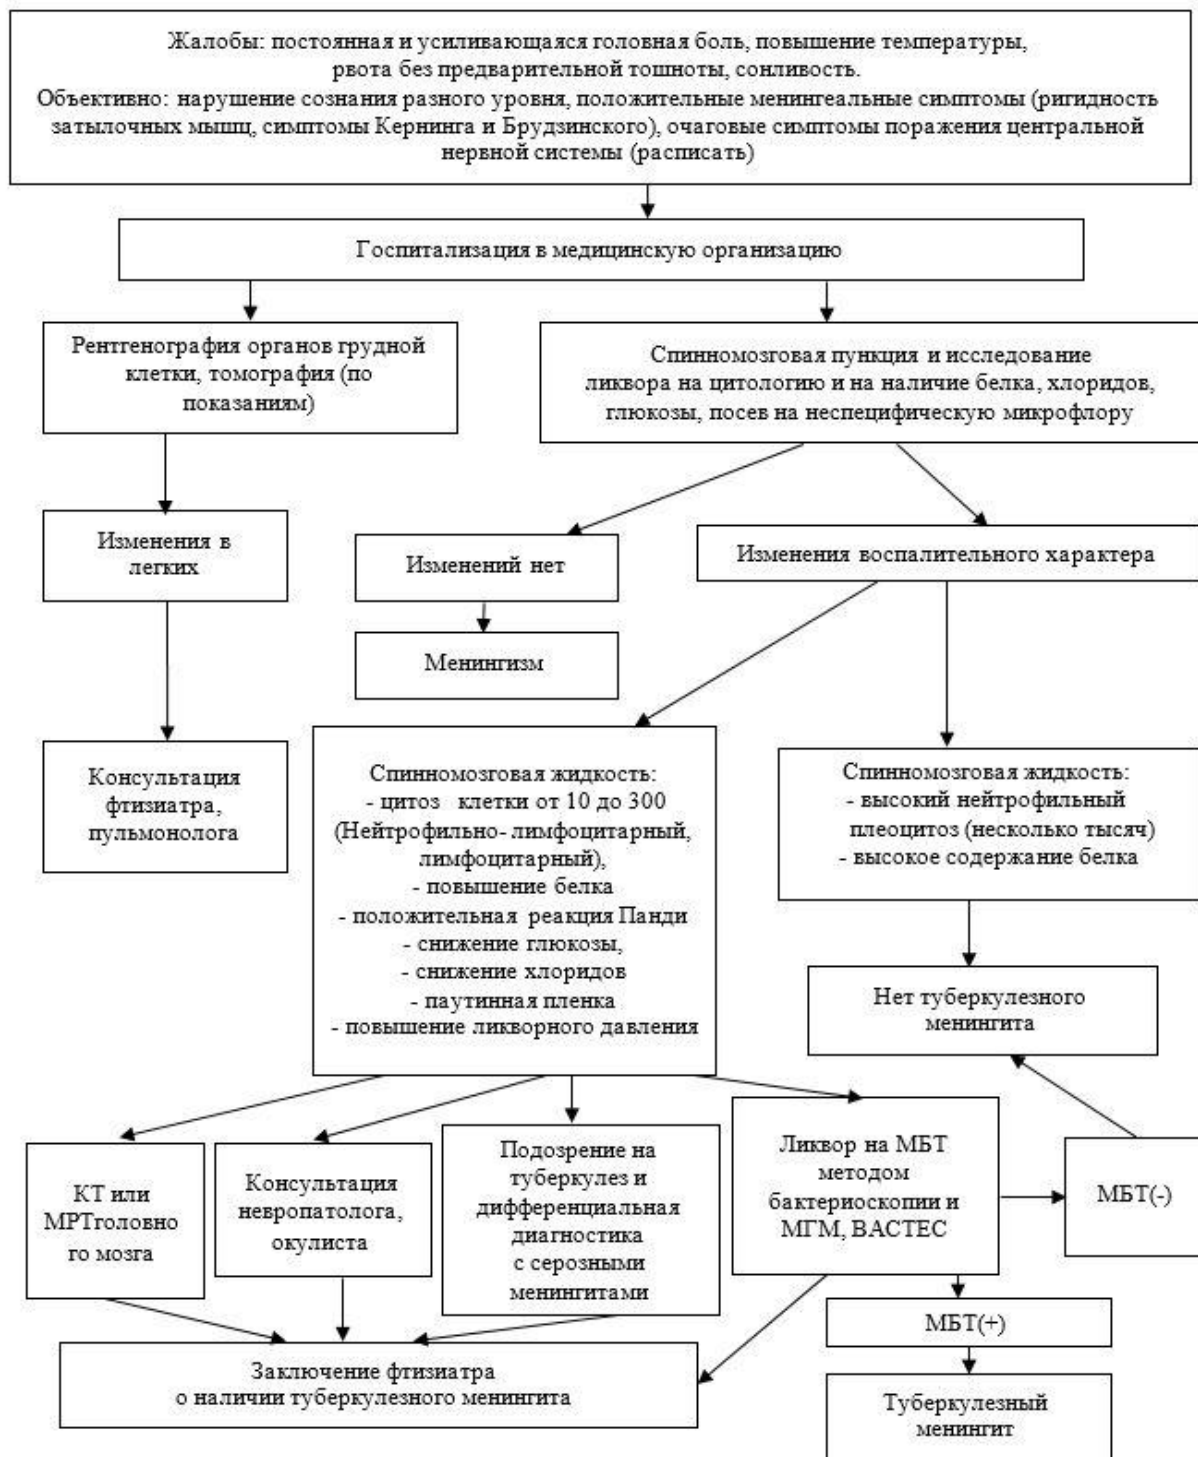 Жалобы: постоянная и усиливающаяся головная боль, повышение температуры,
рвота без предварительной тошноты, сонливость.
Объективно: нарушение сознания разного уровня, положительные менингеальные симптомы (ригидность
затылочных мышц, симптомы Кернинга и Брудзинского), очаговые симптомы поражения центральной
нервной системы (расписать)
Госпитализация в медицинскую организацию
Рентгенография органов грудной
клетки, томография (по
показаниям)
Спинномозговая пункция и исследование
ликвора на цитологию и на наличие белка, хлоридов,
глюкозы, посев на неспецифическую микрофлору
Изменения в
легких
Изменений нет
Изменения воспалительного характера
Менингизм
Консультация
фтизиатра,
пульмонолога
Спинномозговая жидкость:
- цитоз клетки от 10 до 300
(Нейтрофильно- лимфоцитарный,
лимфоцитарный),
- повышение белка
- положительная реакция Панди
- снижение глюкозы,
- снижение хлоридов
- паутинная пленка
- повышение ликворного давления
Спинномозговая жидкость:
- высокий нейтрофильный
плеоцитоз (несколько тысяч)
- высокое содержание белка
Нет туберкулезного
менингита
КТ или
МРТголовно
го мозга
Консультация
невропатолога,
окулиста
Подозрение на
туберкулез и
дифференциальная
диагностика
с серозными
менингитами
Ликвор на МБТ
методом
бактериоскопии и
МГМ, ВАСТЕС
МБТ(-)
МБТ(+)
Заключение фтизиатра
о наличии туберкулезного менингита
Туберкулезный
менингит